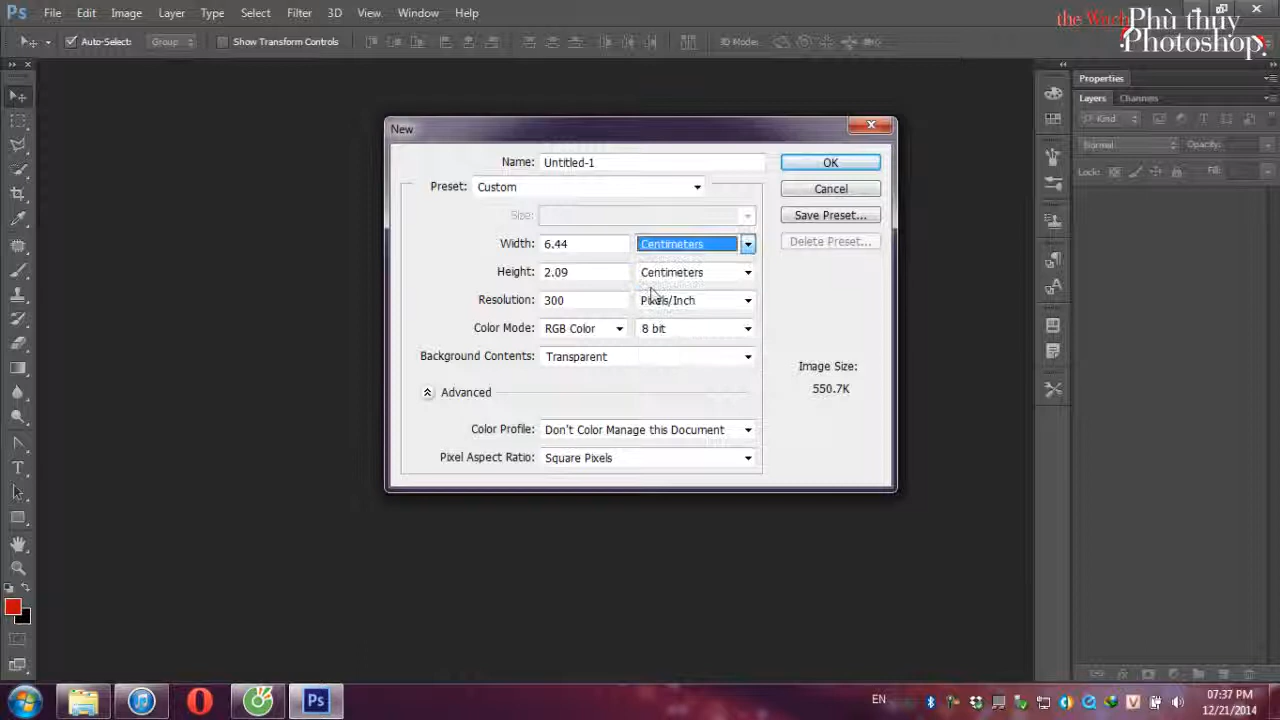 Ps File Edit Image Layer Type Select Filter 3D View Window Help
the Wach Phù thủy
Photoshop.
Auto-Select: Group Show Transform Controls 3D Mode:
Properties
Layers Channels
Kind
Normal Opacity:
Lock: Fill:
New
Name: Untitled-1 OK
Preset: Custom Cancel
Size: Save Preset...
Width: 6.44 Centimeters Delete Preset...
Height: 2.09 Centimeters
Resolution: 300 Pixels/Inch
Color Mode: RGB Color 8 bit
Background Contents: Transparent
Image Size:
550.7K
Advanced
Color Profile: Don't Color Manage this Document
Pixel Aspect Ratio: Square Pixels
T
Ps EN V 07:37 PM
12/21/2014